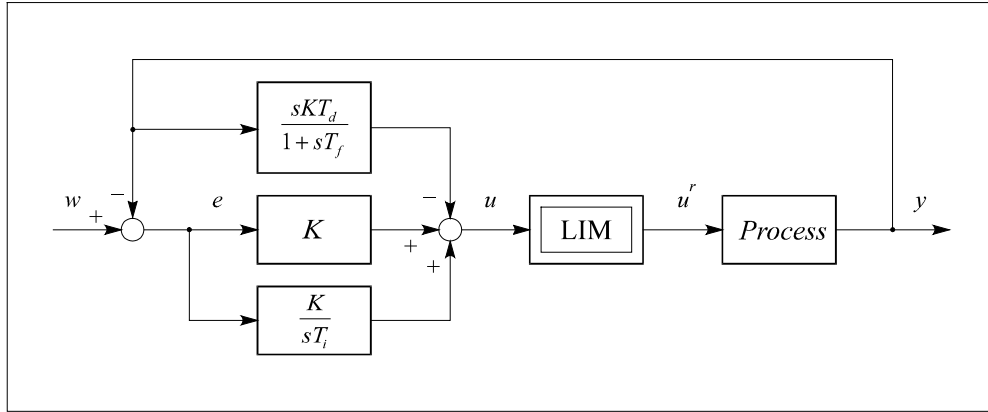 sKT_d
1 + sT_f
w + − e K − + + u LIM u^r Process y
K
sT_i